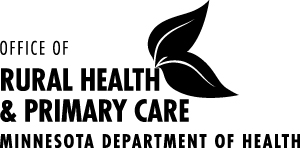 OFFICE OF
RURAL HEALTH
& PRIMARY CARE
MINNESOTA DEPARTMENT OF HEALTH